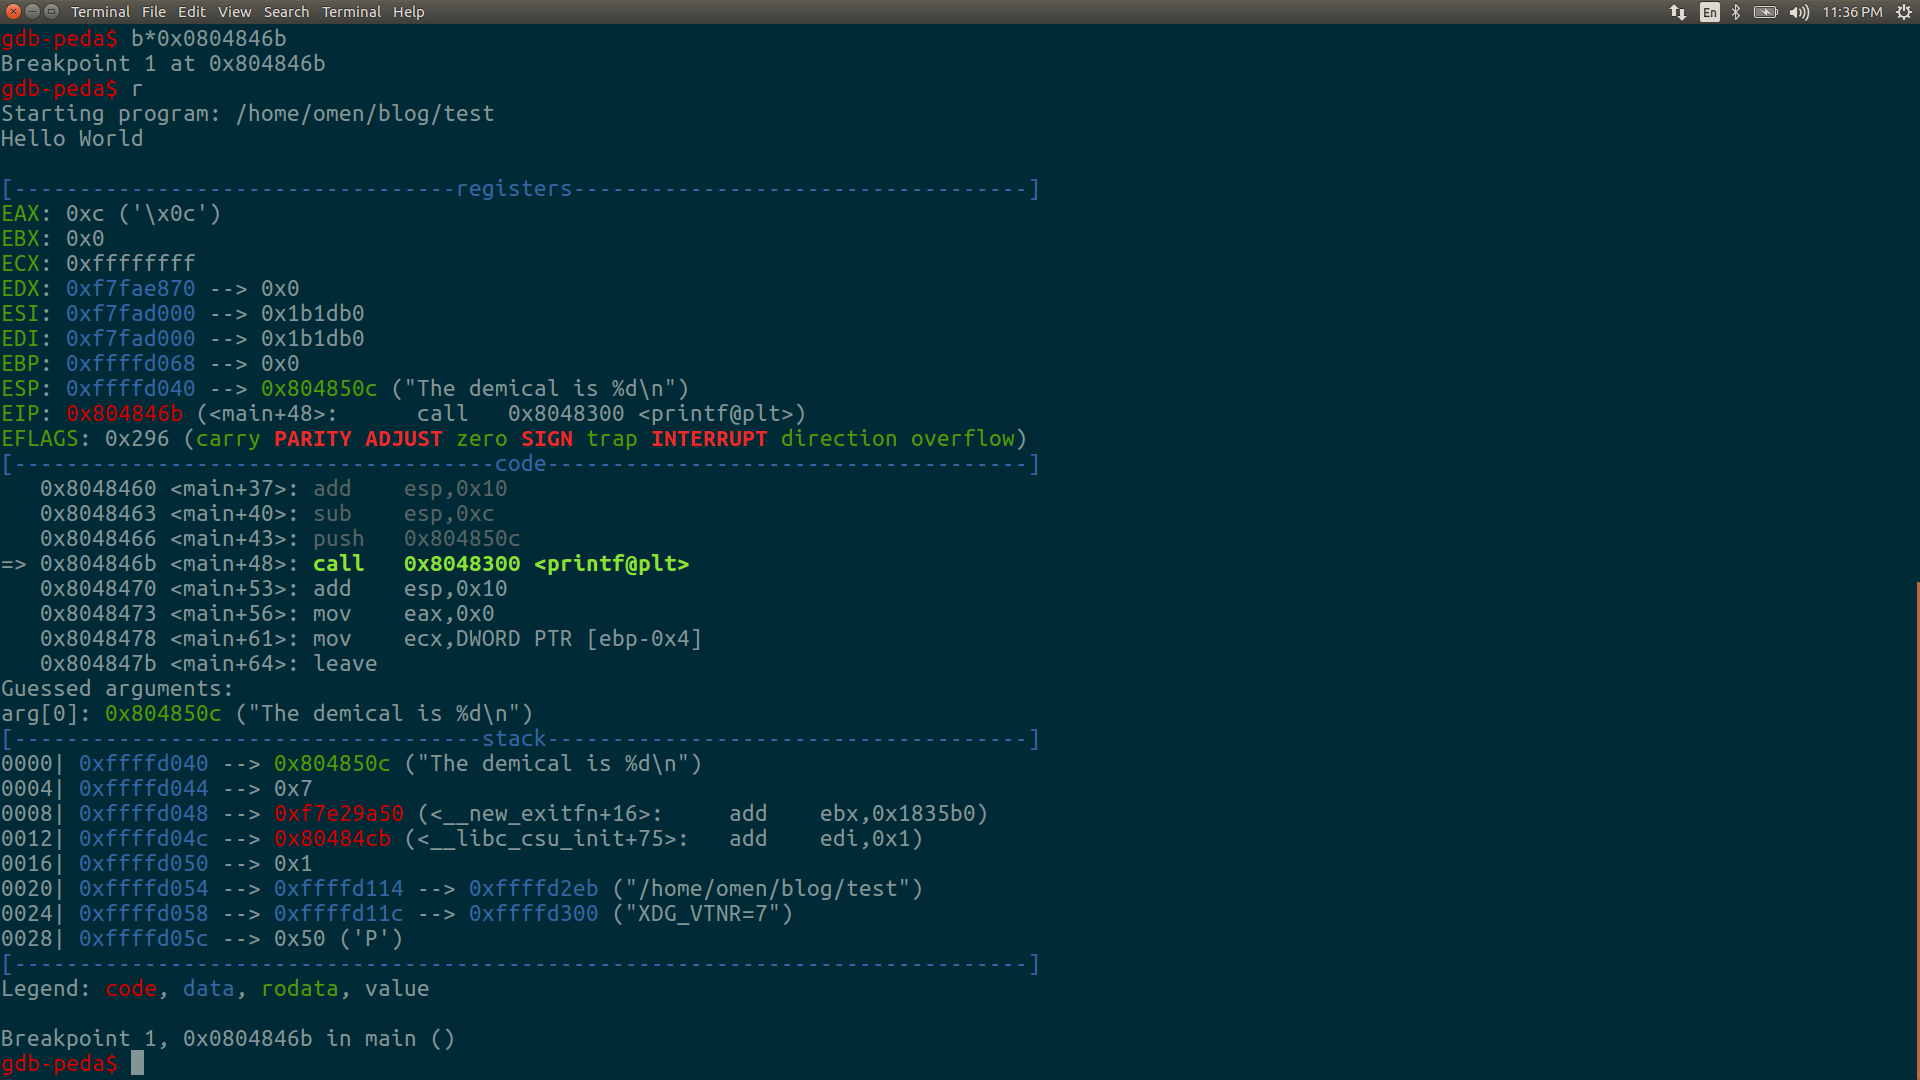 Terminal File Edit View Search Terminal Help En 11:36 PM
gdb-peda$ b*0x0804846b
Breakpoint 1 at 0x804846b
gdb-peda$ r
Starting program: /home/omen/blog/test
Hello World
[----------------------------------registers-----------------------------------]
EAX: 0xc ('\x0c')
EBX: 0x0
ECX: 0xffffffff
EDX: 0xf7fae870 --> 0x0
ESI: 0xf7fad000 --> 0x1b1db0
EDI: 0xf7fad000 --> 0x1b1db0
EBP: 0xffffd068 --> 0x0
ESP: 0xffffd040 --> 0x804850c ("The demical is %d\n")
EIP: 0x804846b (<main+48>:      call   0x8048300 <printf@plt>)
EFLAGS: 0x296 (carry PARITY ADJUST zero SIGN trap INTERRUPT direction overflow)
[-------------------------------------code-------------------------------------]
   0x8048460 <main+37>: add    esp,0x10
   0x8048463 <main+40>: sub    esp,0xc
   0x8048466 <main+43>: push   0x804850c
=> 0x804846b <main+48>: call   0x8048300 <printf@plt>
   0x8048470 <main+53>: add    esp,0x10
   0x8048473 <main+56>: mov    eax,0x0
   0x8048478 <main+61>: mov    ecx,DWORD PTR [ebp-0x4]
   0x804847b <main+64>: leave
Guessed arguments:
arg[0]: 0x804850c ("The demical is %d\n")
[------------------------------------stack-------------------------------------]
0000| 0xffffd040 --> 0x804850c ("The demical is %d\n")
0004| 0xffffd044 --> 0x7
0008| 0xffffd048 --> 0xf7e29a50 (<__new_exitfn+16>:     add    ebx,0x1835b0)
0012| 0xffffd04c --> 0x80484cb (<__libc_csu_init+75>:   add    edi,0x1)
0016| 0xffffd050 --> 0x1
0020| 0xffffd054 --> 0xffffd114 --> 0xffffd2eb ("/home/omen/blog/test")
0024| 0xffffd058 --> 0xffffd11c --> 0xffffd300 ("XDG_VTNR=7")
0028| 0xffffd05c --> 0x50 ('P')
[------------------------------------------------------------------------------]
Legend: code, data, rodata, value
Breakpoint 1, 0x0804846b in main ()
gdb-peda$